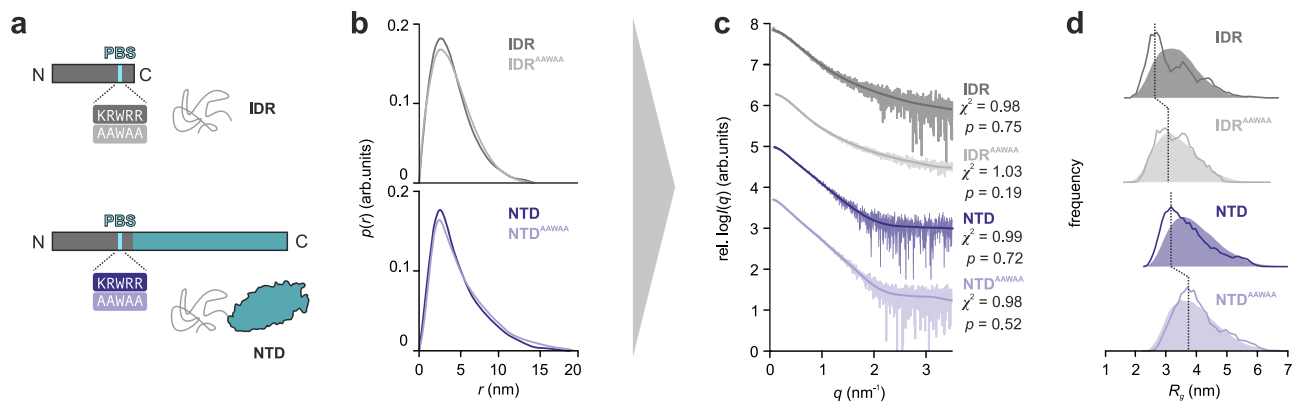 a
PBS
N
C
KRWRR
AAWAA
IDR
PBS
N
C
KRWRR
AAWAA
NTD
b
0.2
0.1
0
IDR
IDR^AAWAA
0.2
0.1
0
NTD
NTD^AAWAA
p(r) (arb.units)
0 5 10 15 20
r (nm)
c
8
7
6
5
4
3
2
1
0
rel. logI(q) (arb.units)
IDR
χ² = 0.98
p = 0.75
IDR^AAWAA
χ² = 1.03
p = 0.19
NTD
χ² = 0.99
p = 0.72
NTD^AAWAA
χ² = 0.98
p = 0.52
0 1 2 3
q (nm⁻¹)
d
frequency
IDR
IDR^AAWAA
NTD
NTD^AAWAA
1 2 3 4 5 6 7
R_g (nm)